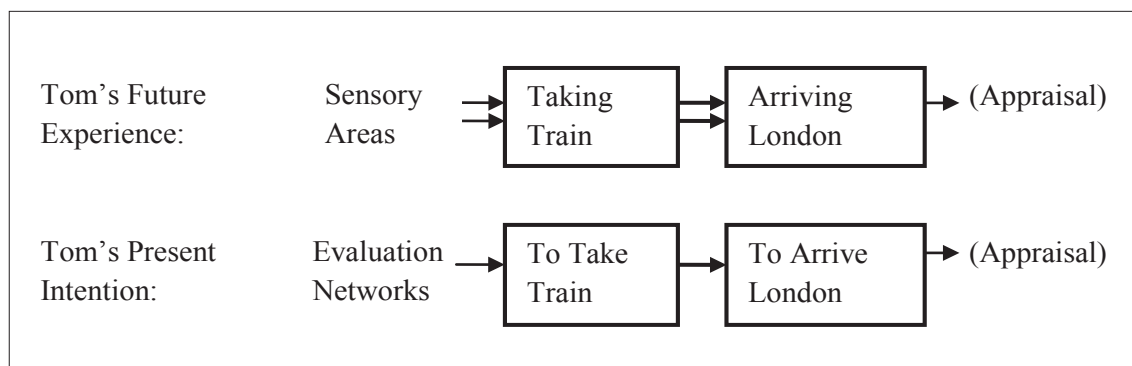 Tom’s Future Sensory Taking Arriving (Appraisal)
Experience: Areas Train London
Tom’s Present Evaluation To Take To Arrive (Appraisal)
Intention: Networks Train London